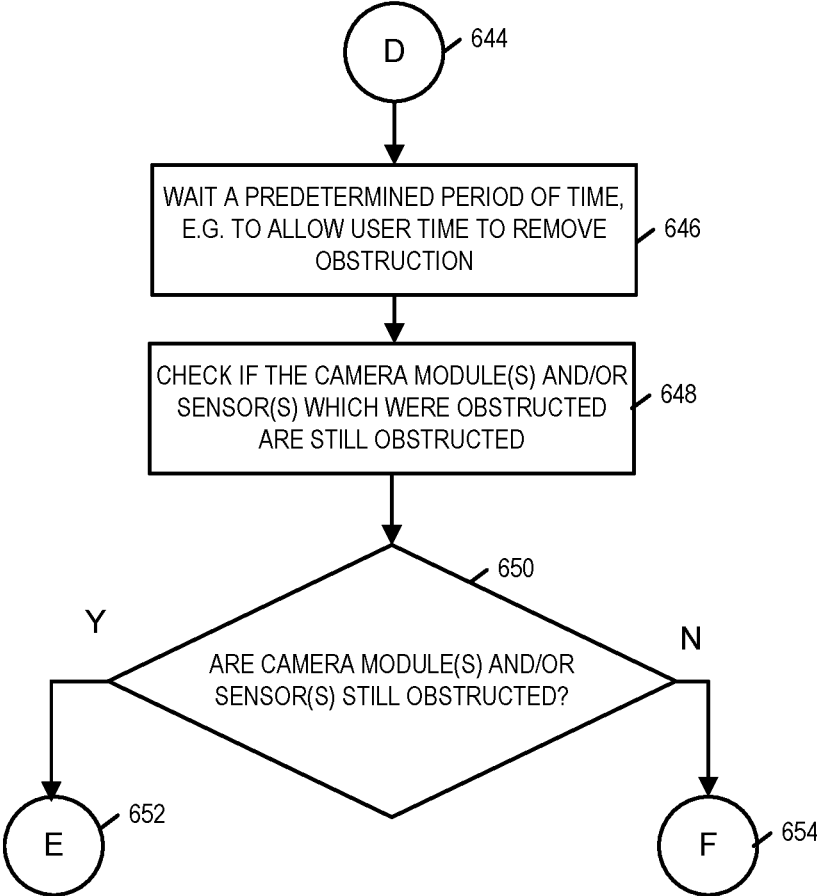 D
644
WAIT A PREDETERMINED PERIOD OF TIME,
E.G. TO ALLOW USER TIME TO REMOVE
OBSTRUCTION
646
CHECK IF THE CAMERA MODULE(S) AND/OR
SENSOR(S) WHICH WERE OBSTRUCTED
ARE STILL OBSTRUCTED
648
650
Y
N
ARE CAMERA MODULE(S) AND/OR
SENSOR(S) STILL OBSTRUCTED?
E
652
F
654